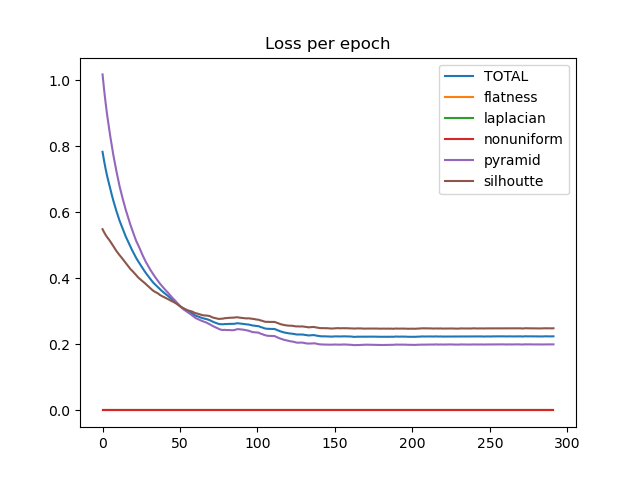 Loss per epoch
TOTAL
flatness
laplacian
nonuniform
pyramid
silhoutte
1.0
0.8
0.6
0.4
0.2
0.0
0 50 100 150 200 250 300